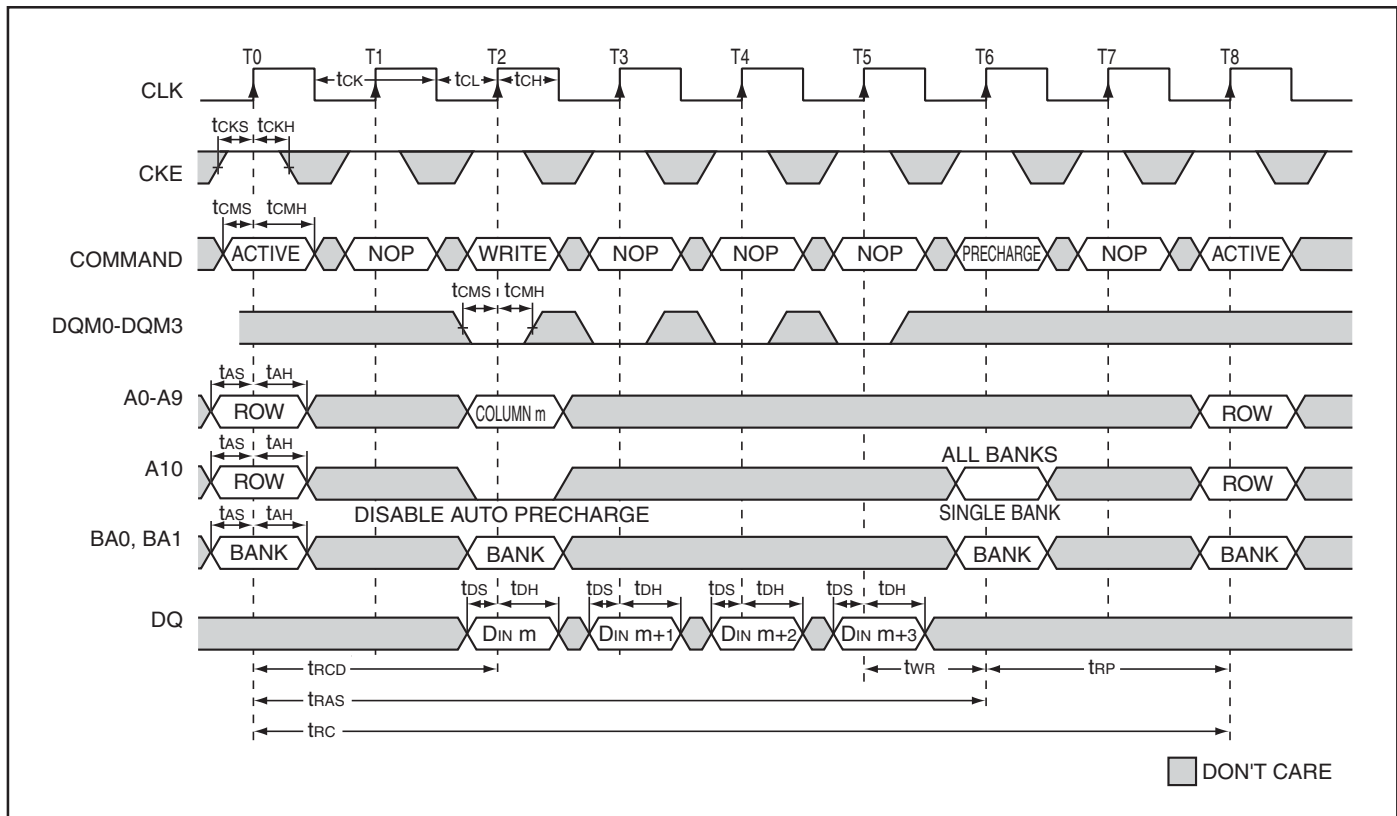 T0 T1 T2 T3 T4 T5 T6 T7 T8
CLK tCK tCL tCH
tCKS tCKH
CKE
tCMS tCMH
COMMAND ACTIVE NOP WRITE NOP NOP NOP PRECHARGE NOP ACTIVE
tCMS tCMH
DQM0-DQM3
tAS tAH
A0-A9 ROW COLUMN m ROW
tAS tAH
ALL BANKS
A10 ROW ROW
tAS tAH
DISABLE AUTO PRECHARGE SINGLE BANK
BA0, BA1 BANK BANK BANK BANK
tDS tDH tDS tDH tDS tDH tDS tDH
DQ DIN m DIN m+1 DIN m+2 DIN m+3
tRCD tWR tRP
tRAS
tRC
DON'T CARE